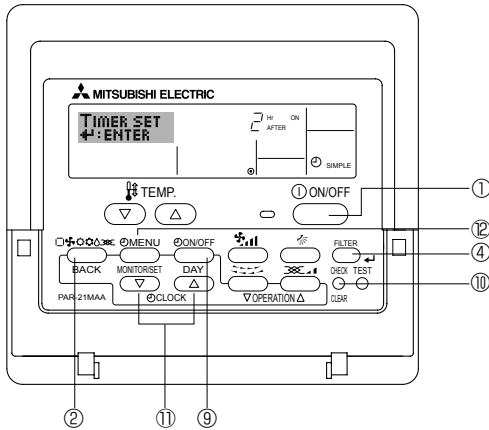 MITSUBISHI ELECTRIC
TIMER SET
↵:ENTER
2 Hr ON
AFTER
SIMPLE
TEMP.
ON/OFF
MENU
ON/OFF
FILTER
BACK
MONITOR/SET
DAY
CHECK TEST
PAR-21MAA
CLOCK
▽OPERATION△
CLEAR
①
⑫
④
⑩
②
⑪
⑨